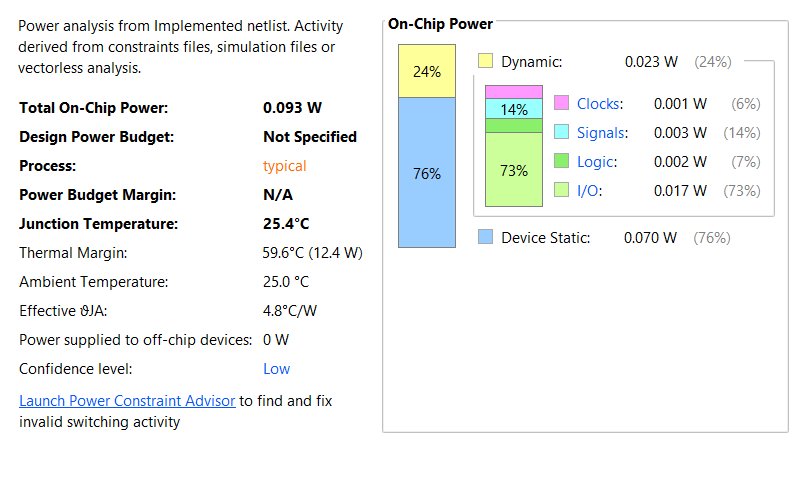 Power analysis from Implemented netlist. Activity
derived from constraints files, simulation files or
vectorless analysis.
Total On-Chip Power: 0.093 W
Design Power Budget: Not Specified
Process: typical
Power Budget Margin: N/A
Junction Temperature: 25.4°C
Thermal Margin: 59.6°C (12.4 W)
Ambient Temperature: 25.0 °C
Effective ϑJA: 4.8°C/W
Power supplied to off-chip devices: 0 W
Confidence level: Low
Launch Power Constraint Advisor to find and fix
invalid switching activity
On-Chip Power
24%
76%
Dynamic: 0.023 W (24%)
14%
73%
Clocks: 0.001 W (6%)
Signals: 0.003 W (14%)
Logic: 0.002 W (7%)
I/O: 0.017 W (73%)
Device Static: 0.070 W (76%)